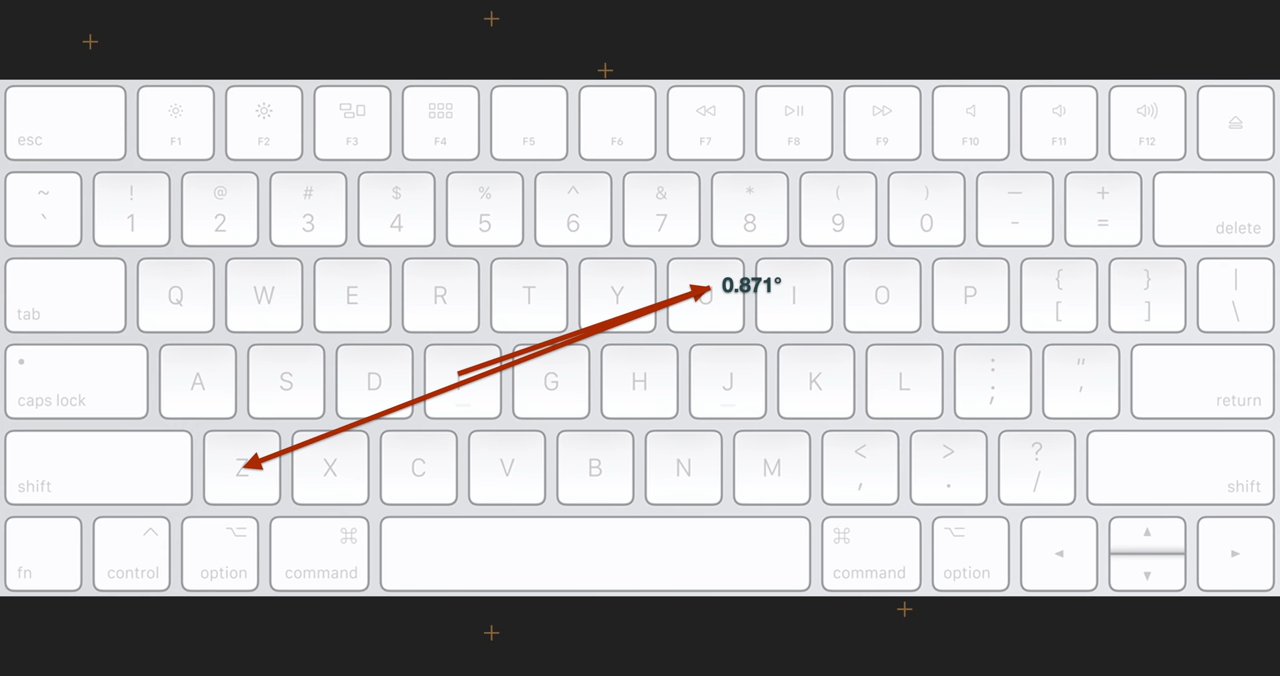 esc F1 F2 F3 F4 F5 F6 F7 F8 F9 F10 F11 F12
~ ! @ # $ % ^ & * ( ) — +
` 1 2 3 4 5 6 7 8 9 0 - = delete
tab Q W E R T Y U 0.871° I O P { } |
[ ] \
caps lock A S D F G H J K L : " return
; ,
shift Z X C V B N M < > ? shift
, . /
fn control option command command option